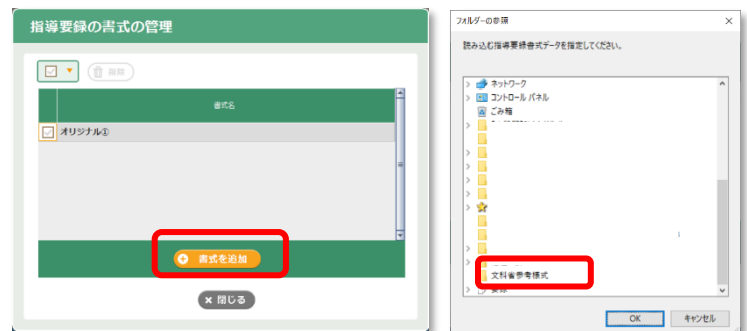 指導要録の書式の管理
削除
書式名
オリジナル①
書式を追加
閉じる
フォルダーの参照
読み込む指導要録書式データを指定してください。
ネットワーク
コントロール パネル
ごみ箱
文科省参考様式
OK
キャンセル